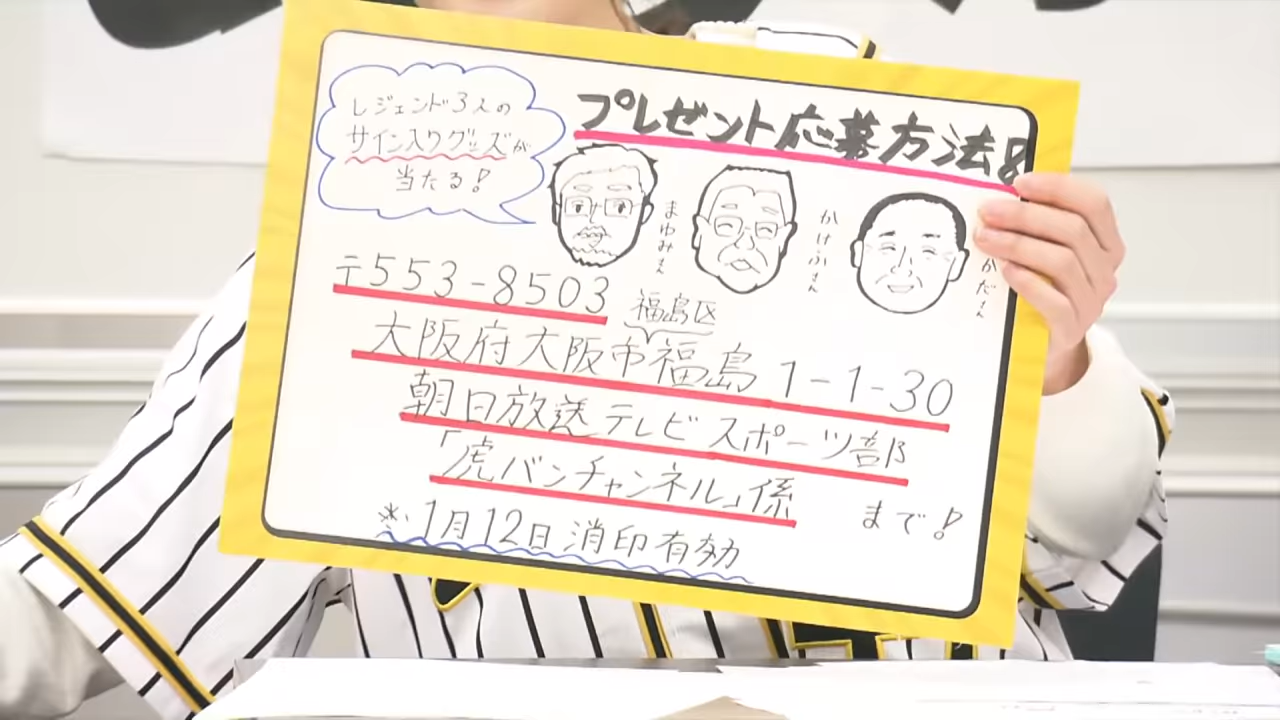 プレゼント応募方法
レジェンド3人の
サイン入りグッズが
当たる!
まゆみさん
かけふさん
かださん
〒553-8503
福島区
大阪府大阪市福島1-1-30
朝日放送テレビスポーツ部
「虎バンチャンネル」係 まで!
※1月12日消印有効